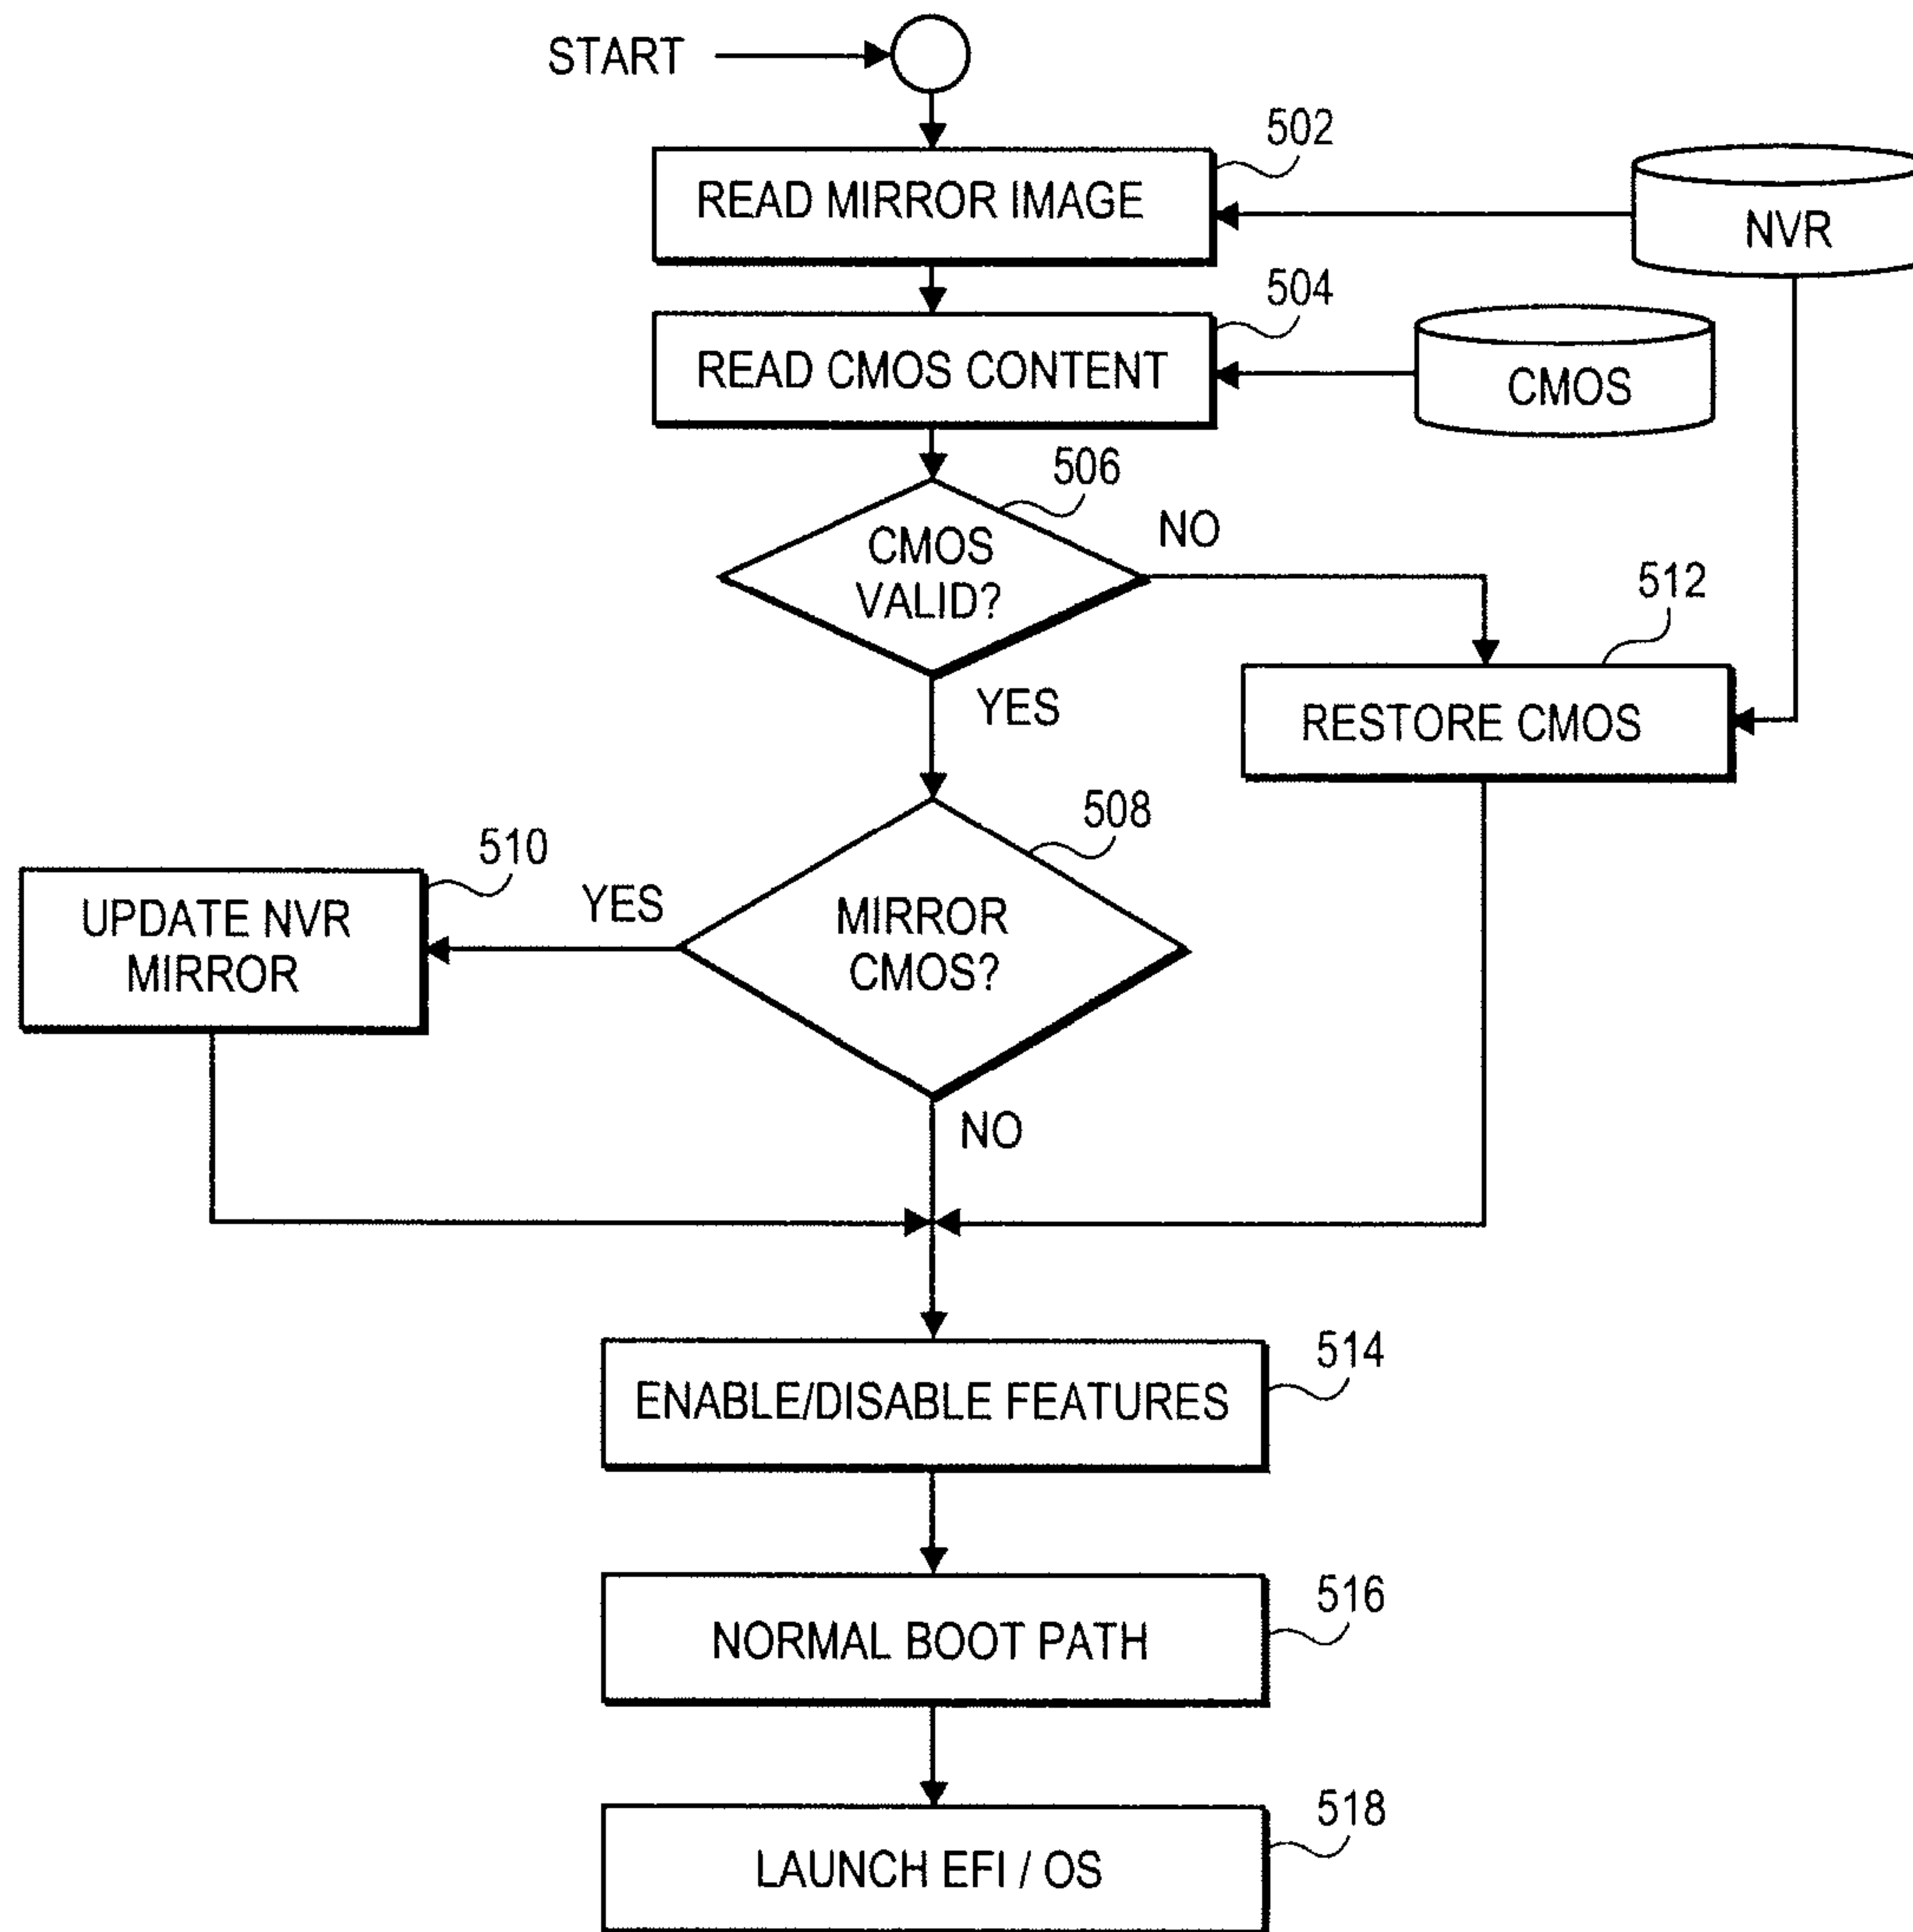 START
502
READ MIRROR IMAGE
NVR
504
READ CMOS CONTENT
CMOS
506
CMOS
VALID?
NO
YES
512
RESTORE CMOS
508
MIRROR
CMOS?
YES
510
UPDATE NVR
MIRROR
NO
514
ENABLE/DISABLE FEATURES
516
NORMAL BOOT PATH
518
LAUNCH EFI / OS